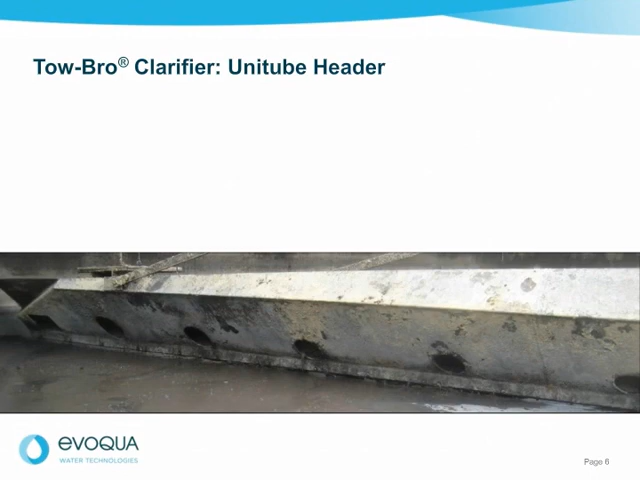 Tow-Bro® Clarifier: Unitube Header
evoqua
WATER TECHNOLOGIES
Page 6